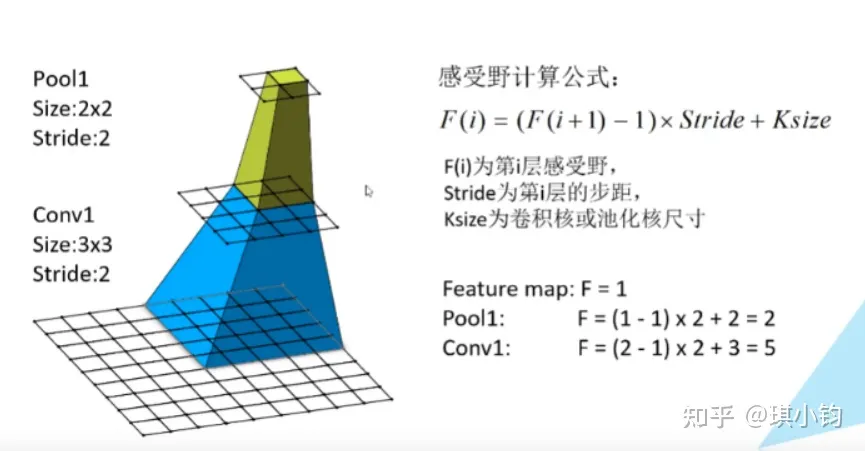 Pool1
Size:2x2
Stride:2
Conv1
Size:3x3
Stride:2
感受野计算公式：
F(i) = (F(i+1) − 1)× Stride + Ksize
F(i)为第i层感受野，
Stride为第i层的步距，
Ksize为卷积核或池化核尺寸
Feature map: F = 1
Pool1: F = (1 - 1) x 2 + 2 = 2
Conv1: F = (2 - 1) x 2 + 3 = 5
知乎 @琪小钧